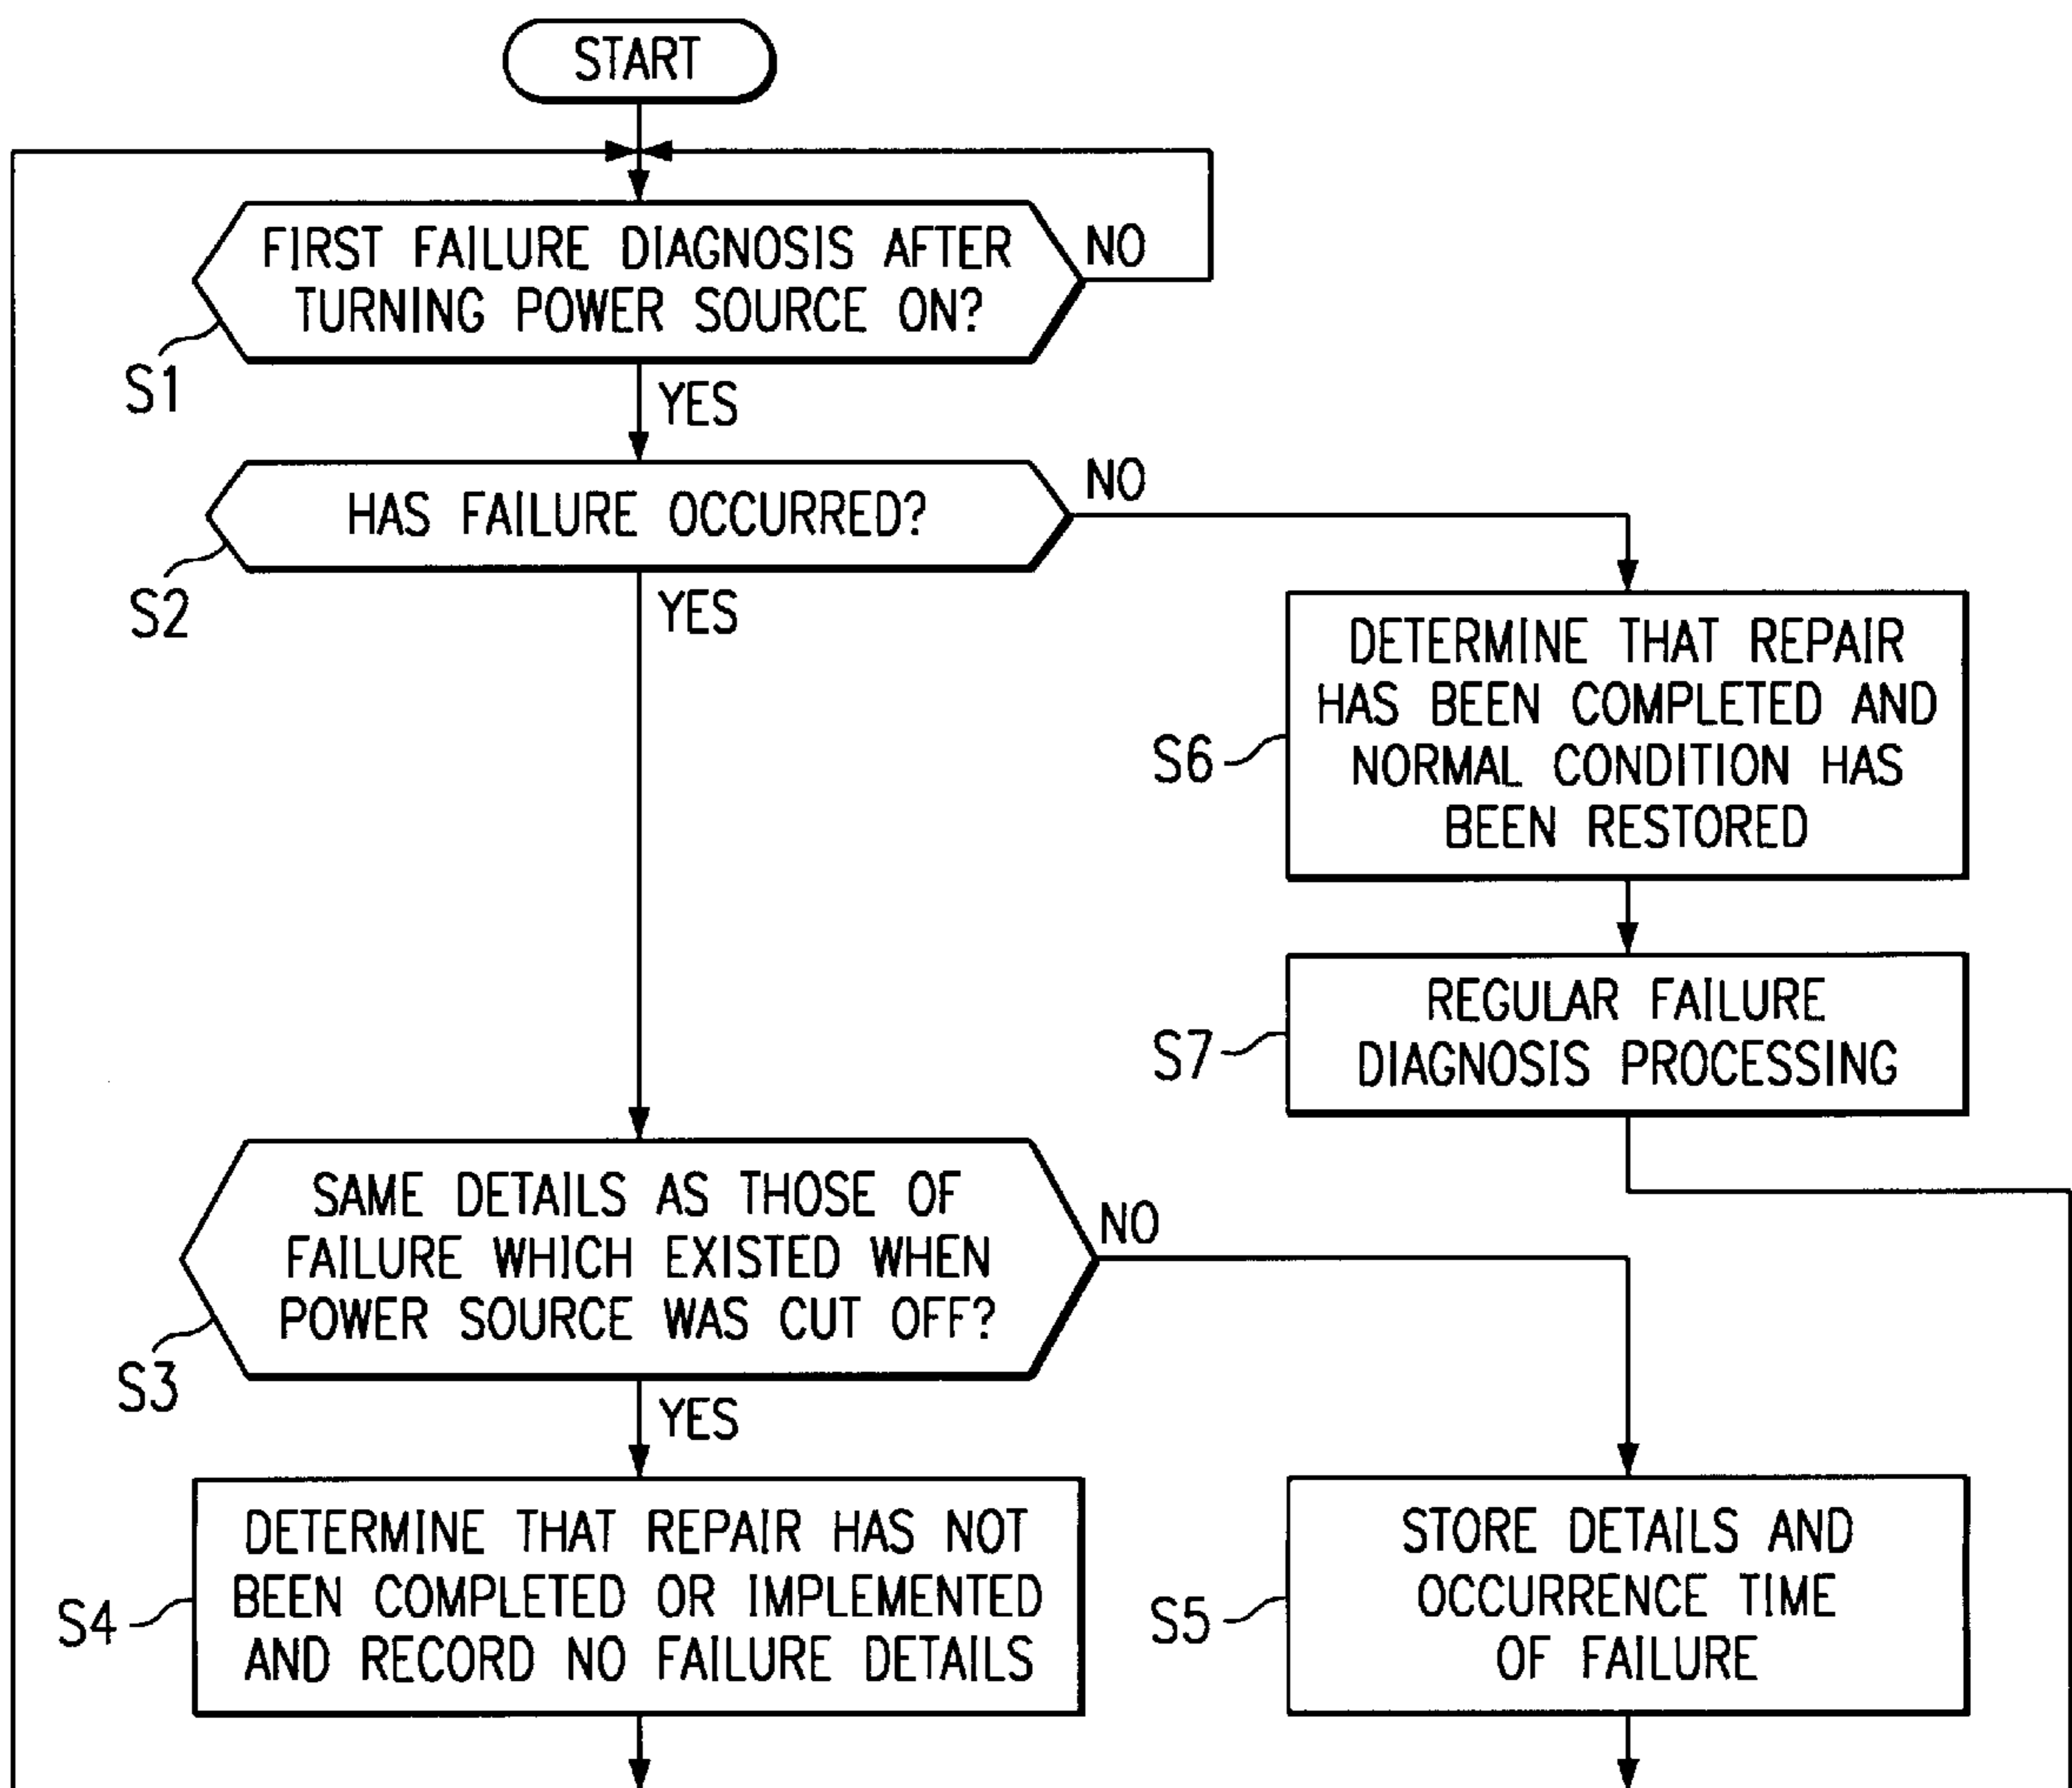 START
FIRST FAILURE DIAGNOSIS AFTER
TURNING POWER SOURCE ON?
NO
S1
YES
HAS FAILURE OCCURRED?
NO
S2
YES
DETERMINE THAT REPAIR
HAS BEEN COMPLETED AND
NORMAL CONDITION HAS
BEEN RESTORED
S6
REGULAR FAILURE
DIAGNOSIS PROCESSING
S7
SAME DETAILS AS THOSE OF
FAILURE WHICH EXISTED WHEN
POWER SOURCE WAS CUT OFF?
NO
S3
YES
DETERMINE THAT REPAIR HAS NOT
BEEN COMPLETED OR IMPLEMENTED
AND RECORD NO FAILURE DETAILS
S4
STORE DETAILS AND
OCCURRENCE TIME
OF FAILURE
S5